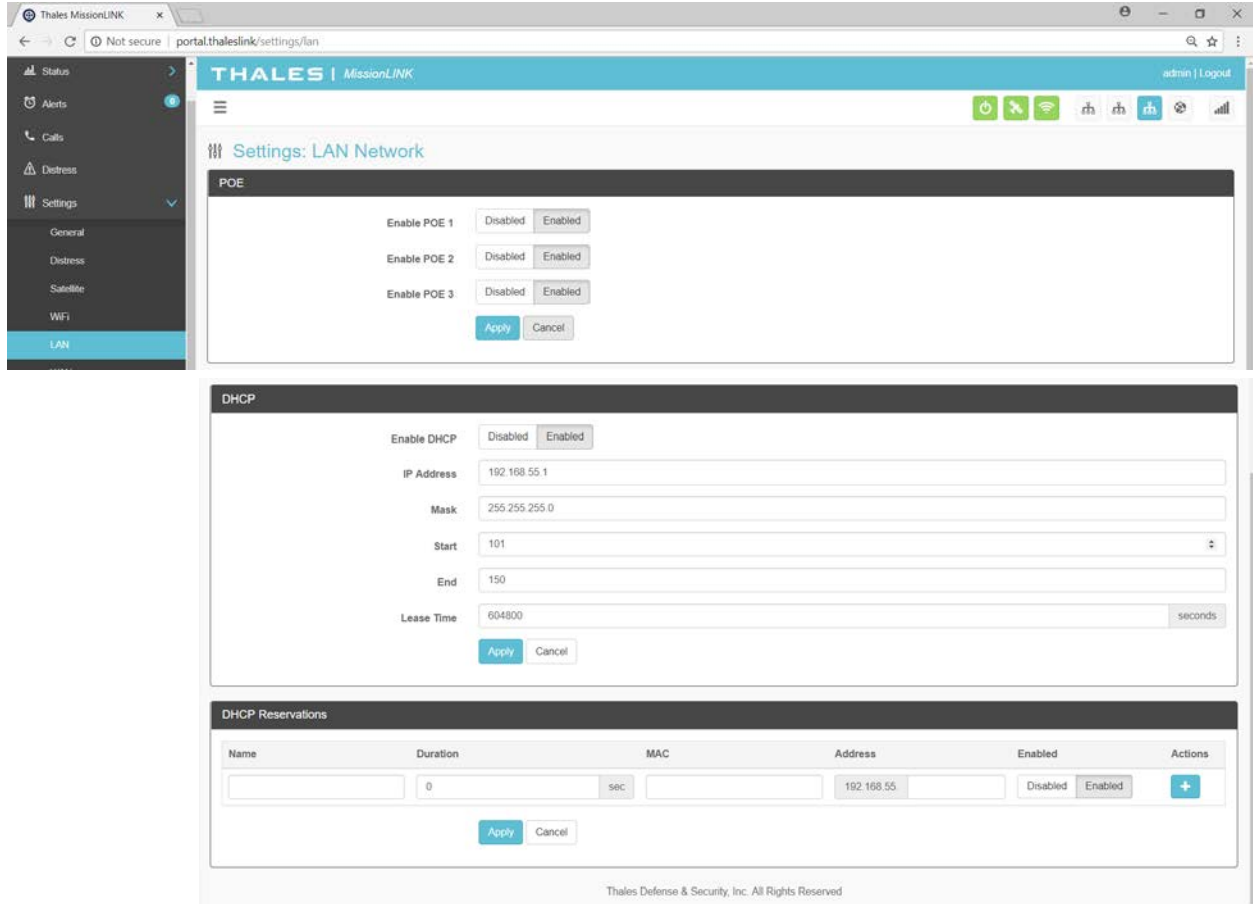 Thales MissionLINK
Not secure | portal.thaleslink/settings/lan
Status
THALES | MissionLINK
admin | Logout
Alerts 0
Calls
Settings: LAN Network
Distress
POE
Settings
Enable POE 1 Disabled Enabled
General
Enable POE 2 Disabled Enabled
Distress
Enable POE 3 Disabled Enabled
Satellite
WiFi
Apply Cancel
LAN
DHCP
Enable DHCP Disabled Enabled
IP Address 192.168.55.1
Mask 255.255.255.0
Start 101
End 150
Lease Time 604800 seconds
Apply Cancel
DHCP Reservations
Name Duration MAC Address Enabled Actions
0 sec 192.168.55. Disabled Enabled +
Apply Cancel
Thales Defense & Security, Inc. All Rights Reserved